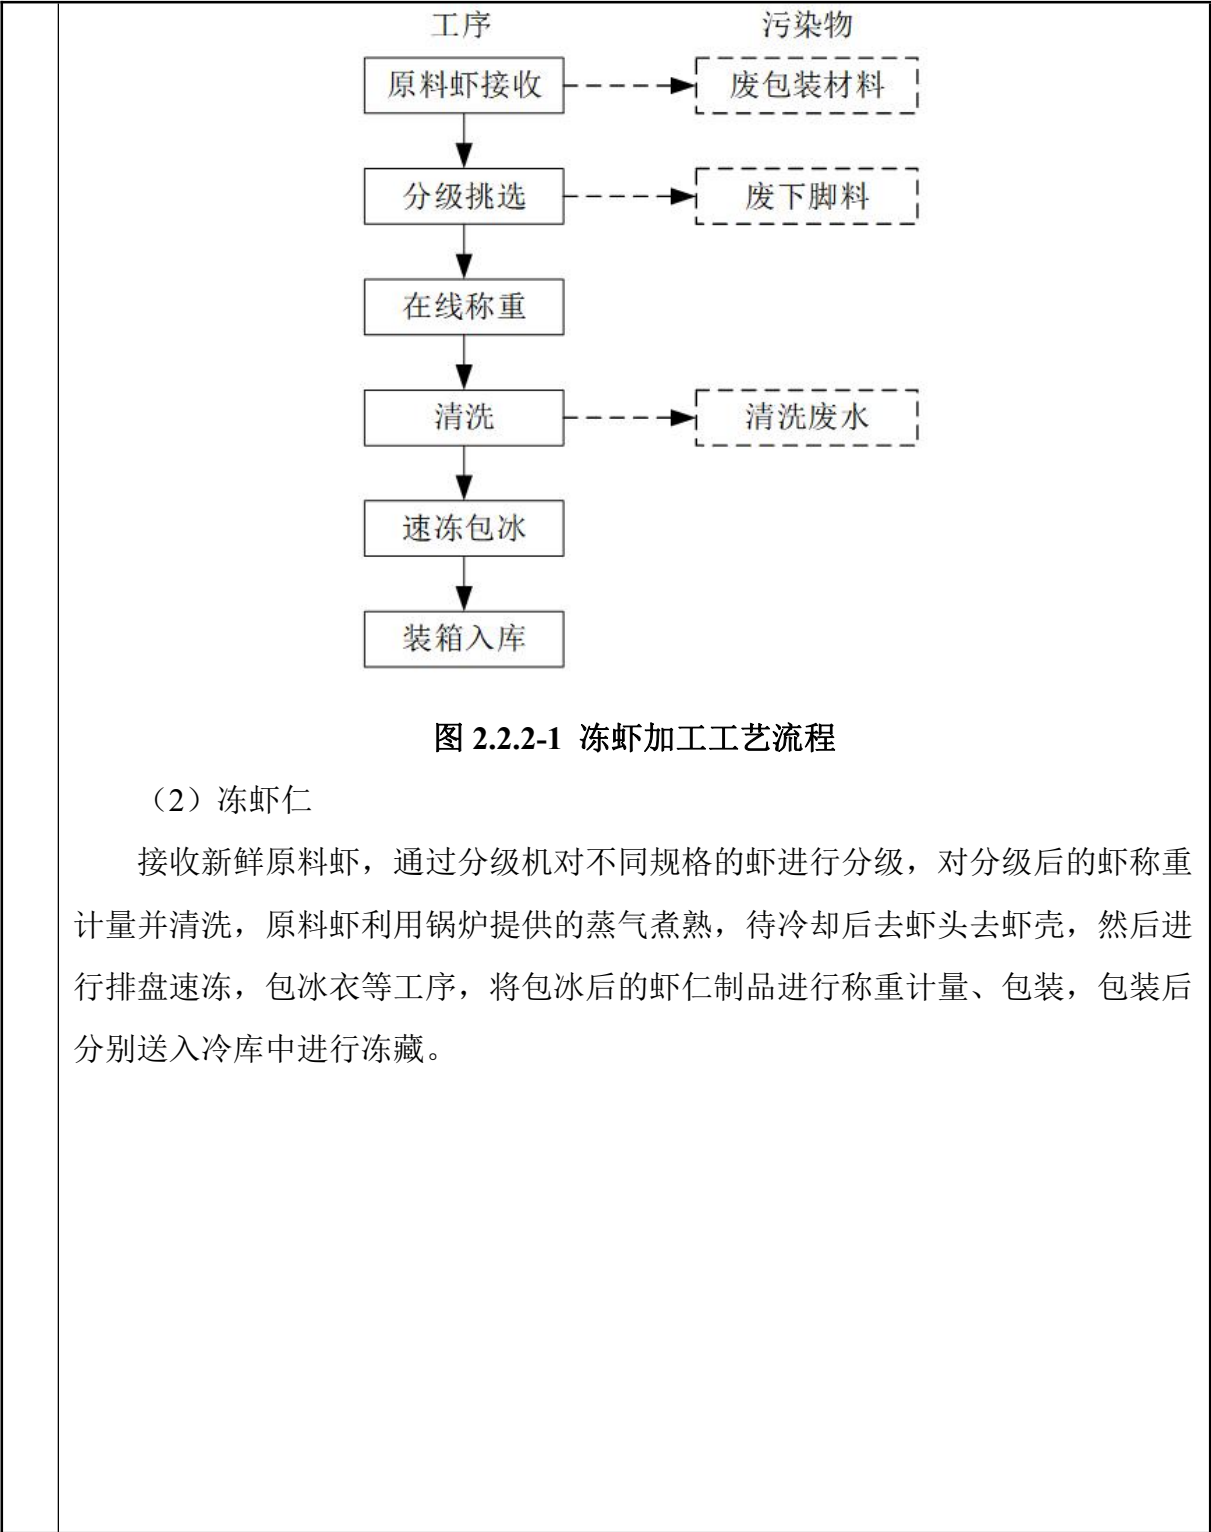 工序 污染物
原料虾接收 废包装材料
分级挑选 废下脚料
在线称重
清洗 清洗废水
速冻包冰
装箱入库
图 2.2.2-1 冻虾加工工艺流程
（2）冻虾仁
接收新鲜原料虾，通过分级机对不同规格的虾进行分级，对分级后的虾称重
计量并清洗，原料虾利用锅炉提供的蒸气煮熟，待冷却后去虾头去虾壳，然后进
行排盘速冻，包冰衣等工序，将包冰后的虾仁制品进行称重计量、包装，包装后
分别送入冷库中进行冻藏。